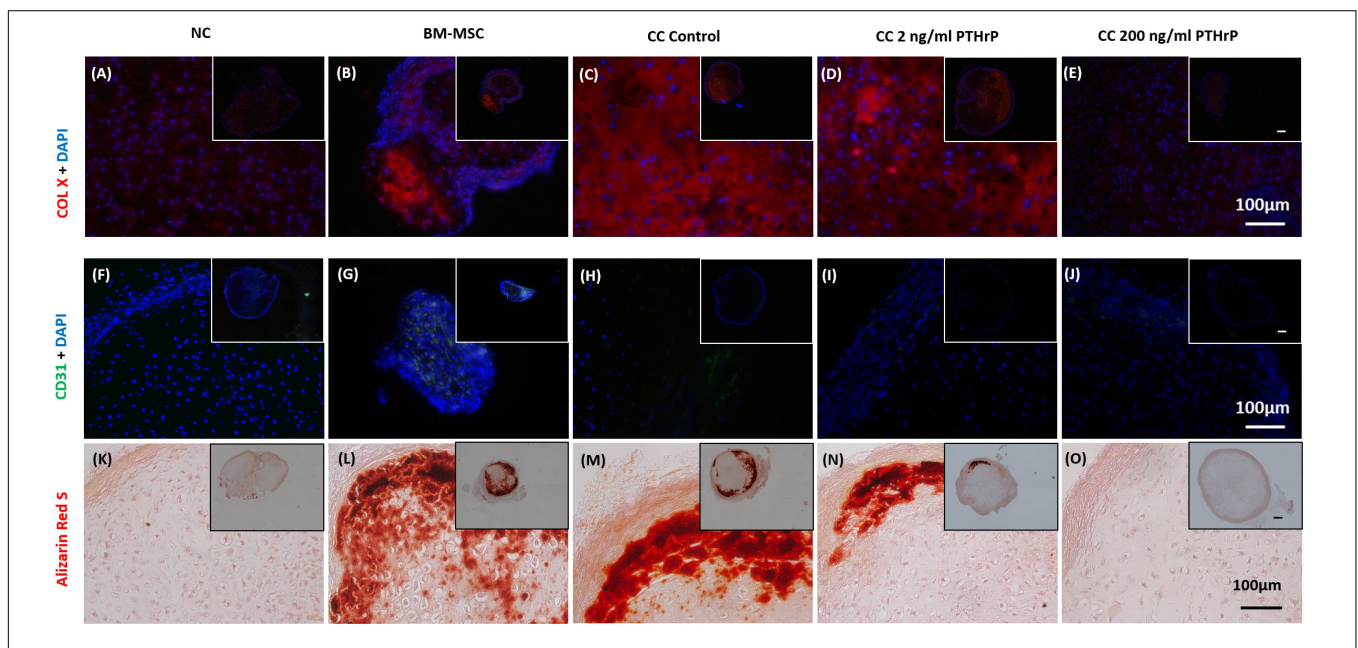 NC BM-MSC CC Control CC 2 ng/ml PTHrP CC 200 ng/ml PTHrP
COL X + DAPI
(A) (B) (C) (D) (E)
100μm
CD31 + DAPI
(F) (G) (H) (I) (J)
100μm
Alizarin Red S
(K) (L) (M) (N) (O)
100μm